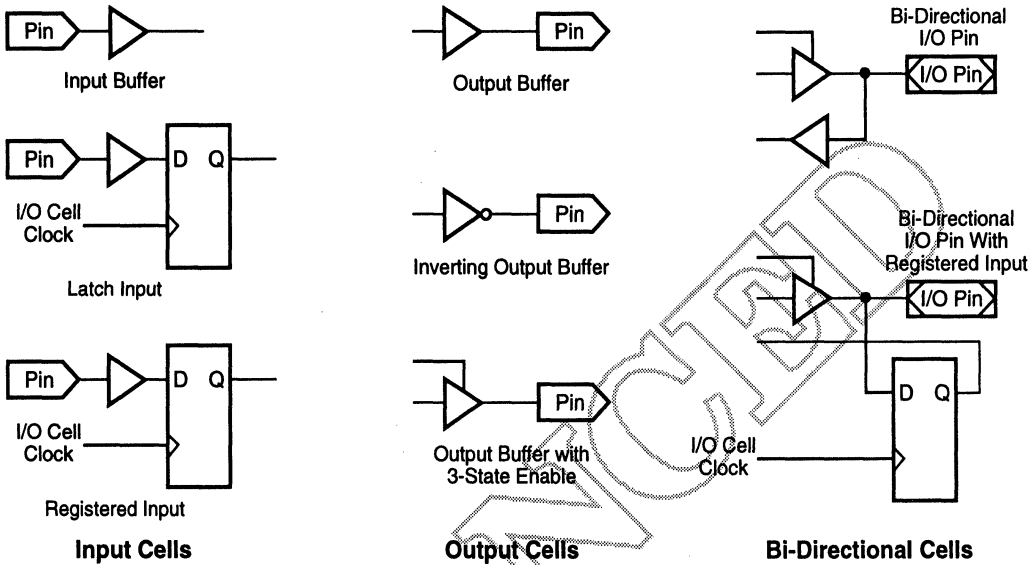 Pin
Input Buffer
Pin
D Q
I/O Cell
Clock
Latch Input
Pin
D Q
I/O Cell
Clock
Registered Input
Input Cells
Pin
Output Buffer
Pin
Inverting Output Buffer
Pin
Output Buffer with
3-State Enable
Output Cells
Bi-Directional
I/O Pin
I/O Pin
Bi-Directional
I/O Pin With
Registered Input
I/O Pin
D Q
I/O Cell
Clock
Bi-Directional Cells